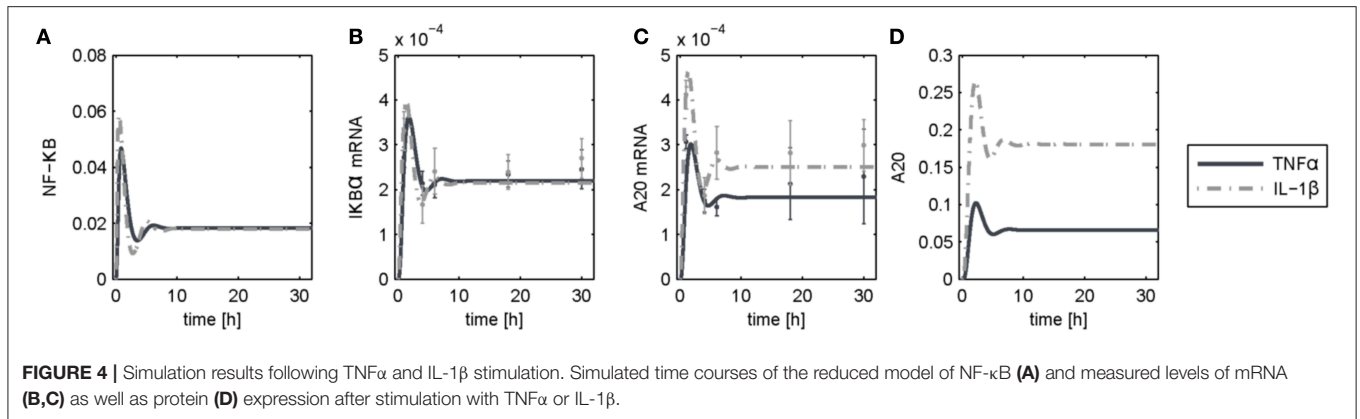 A
NF-KB
0.08
0.06
0.04
0.02
0
0 10 20 30
time [h]
B
x 10⁻⁴
IKBα mRNA
5
4
3
2
1
0
0 10 20 30
time [h]
C
x 10⁻⁴
A20 mRNA
5
4
3
2
1
0
0 10 20 30
time [h]
D
A20
0.3
0.25
0.2
0.15
0.1
0.05
0
0 10 20 30
time [h]
TNFα
IL-1β
FIGURE 4 | Simulation results following TNFα and IL-1β stimulation. Simulated time courses of the reduced model of NF-κB (A) and measured levels of mRNA
(B,C) as well as protein (D) expression after stimulation with TNFα or IL-1β.